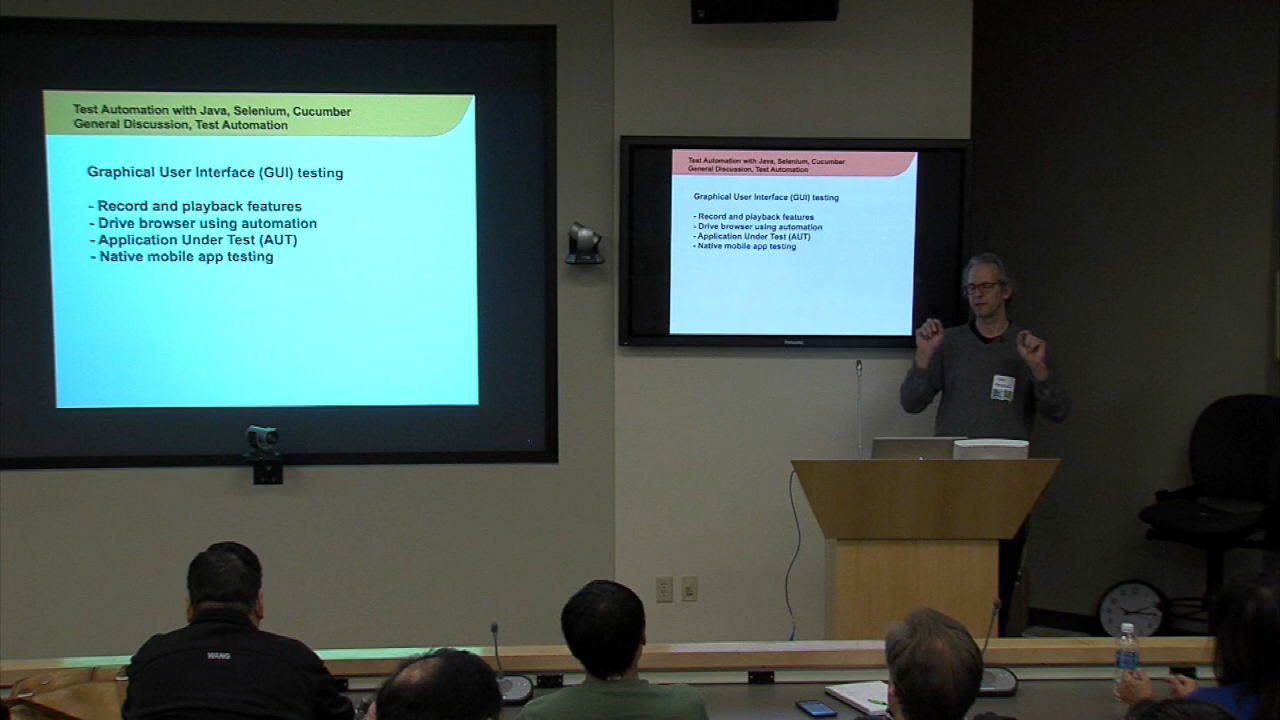 Test Automation with Java, Selenium, Cucumber
General Discussion, Test Automation
Graphical User Interface (GUI) testing
- Record and playback features
- Drive browser using automation
- Application Under Test (AUT)
- Native mobile app testing
Test Automation with Java, Selenium, Cucumber
General Discussion, Test Automation
Graphical User Interface (GUI) testing
- Record and playback features
- Drive browser using automation
- Application Under Test (AUT)
- Native mobile app testing
Panasonic
WANG